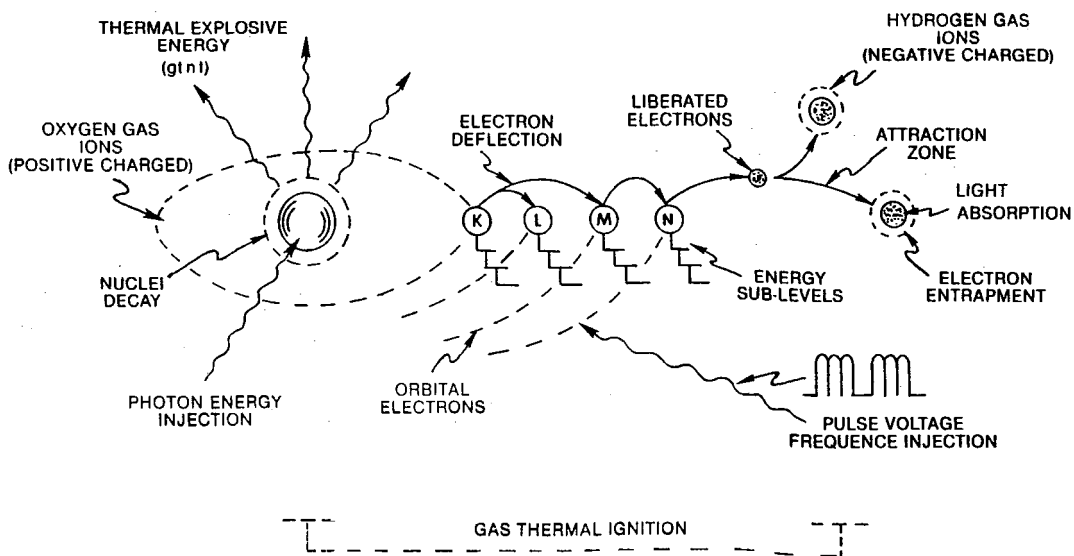 THERMAL EXPLOSIVE
ENERGY
(gtnt)
OXYGEN GAS
IONS
(POSITIVE CHARGED)
NUCLEI
DECAY
PHOTON ENERGY
INJECTION
ELECTRON
DEFLECTION
K
L
M
N
ORBITAL
ELECTRONS
ENERGY
SUB-LEVELS
LIBERATED
ELECTRONS
HYDROGEN GAS
IONS
(NEGATIVE CHARGED)
ATTRACTION
ZONE
LIGHT
ABSORPTION
ELECTRON
ENTRAPMENT
PULSE VOLTAGE
FREQUENCE INJECTION
GAS THERMAL IGNITION